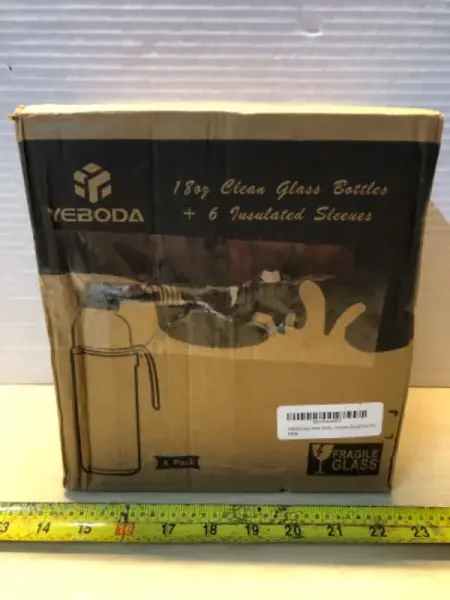 YEBODA
18oz Clean Glass Bottles
+ 6 Insulated Sleeves
6 Pack
FRAGILE
GLASS
13 14 15 16 17 18 19 20 21 22 23